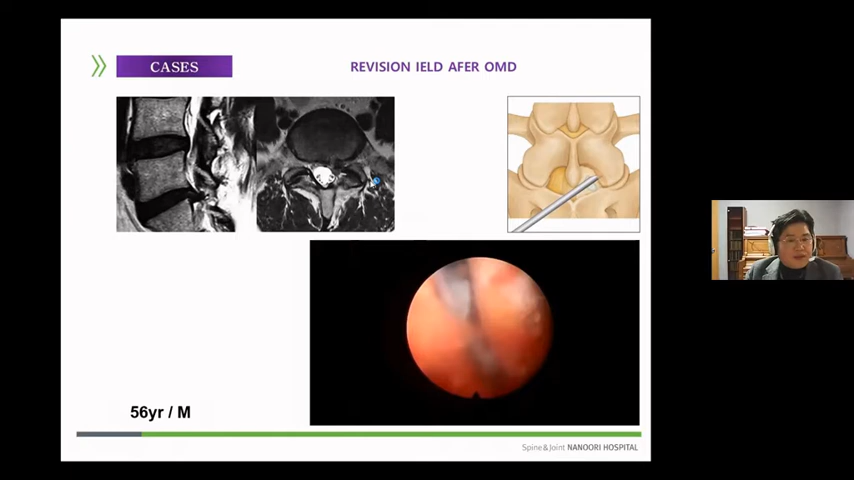 CASES
REVISION IELD AFER OMD
56yr / M
Spine & Joint NANOORI HOSPITAL